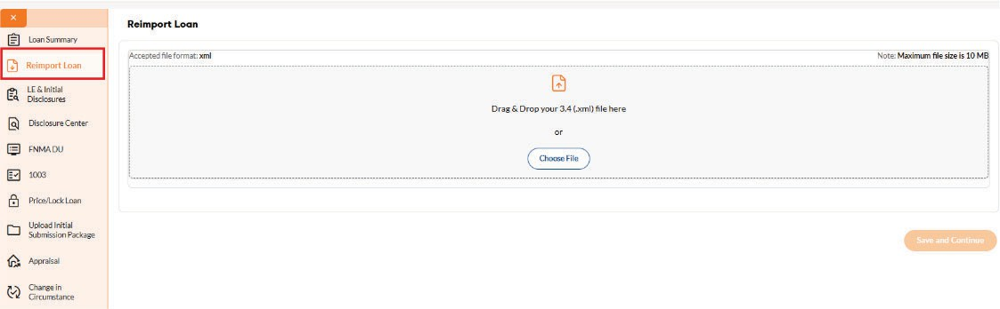 ×
Loan Summary
Reimport Loan
LE & Initial
Disclosures
Disclosure Center
FNMA DU
1003
Price/Lock Loan
Upload Initial
Submission Package
Appraisal
Change in
Circumstance
Reimport Loan
Accepted file format: xml
Note: Maximum file size is 10 MB
Drag & Drop your 3.4 (.xml) file here
or
Choose File
Save and Continue